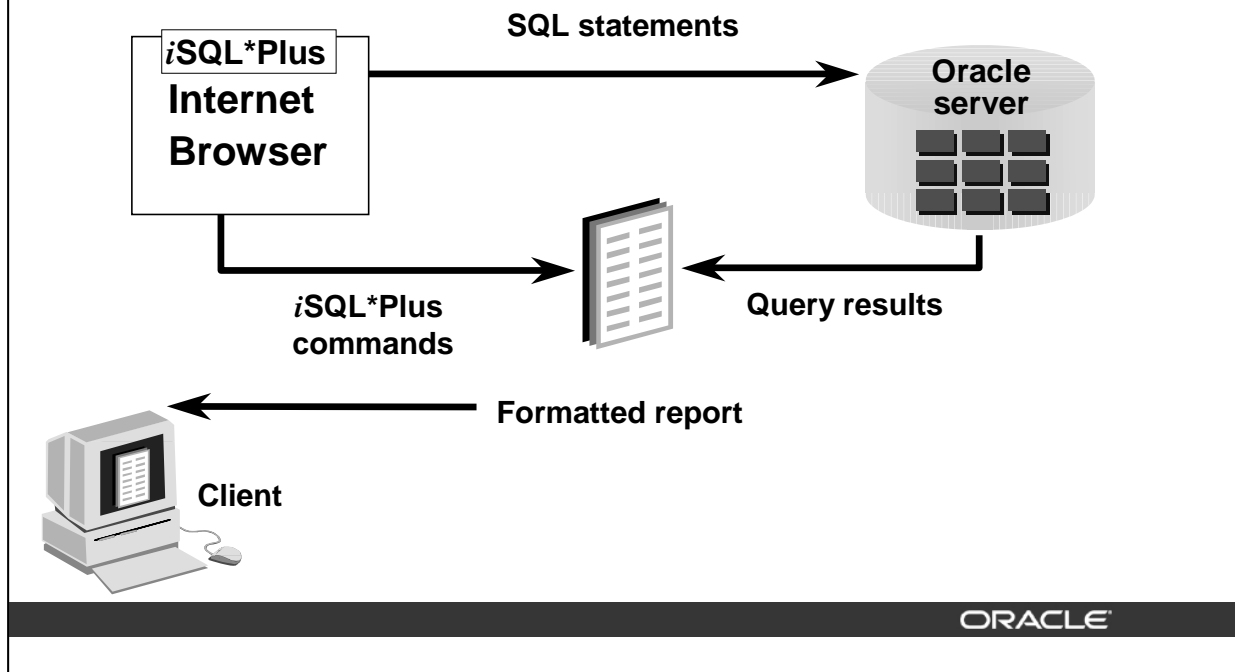 SQL statements
iSQL*Plus
Internet
Browser
Oracle
server
iSQL*Plus
commands
Query results
Formatted report
Client
ORACLE®